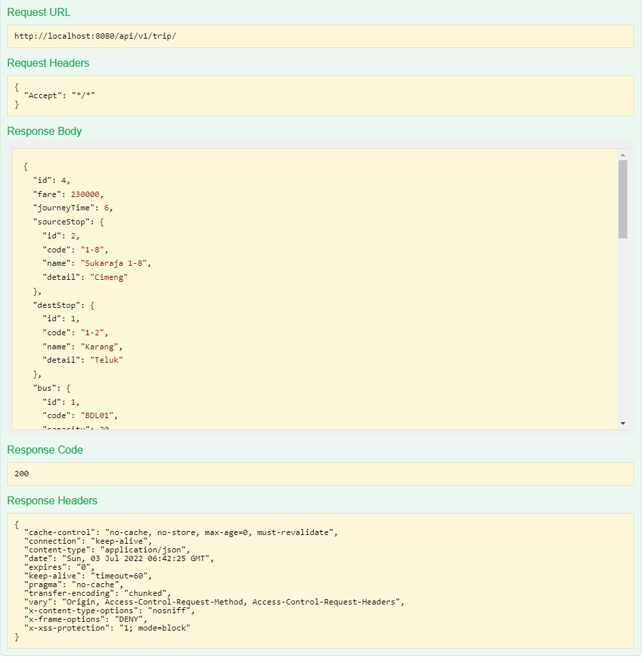 Request URL
http://localhost:8080/api/v1/trip/
Request Headers
{
"Accept": "*/*"
}
Response Body
{
"id": 4,
"fare": 230000,
"journeyTime": 6,
"sourceStop": {
"id": 2,
"code": "1-8",
"name": "Sukaraja 1-8",
"detail": "Cimeng"
},
"destStop": {
"id": 1,
"code": "1-2",
"name": "Karang",
"detail": "Teluk"
},
"bus": {
"id": 1,
"code": "BDL01",
"capacity": 20
Response Code
200
Response Headers
{
"cache-control": "no-cache, no-store, max-age=0, must-revalidate",
"connection": "keep-alive",
"content-type": "application/json",
"date": "Sun, 03 Jul 2022 06:42:25 GMT",
"expires": "0",
"keep-alive": "timeout=60",
"pragma": "no-cache",
"transfer-encoding": "chunked",
"vary": "Origin, Access-Control-Request-Method, Access-Control-Request-Headers",
"x-content-type-options": "nosniff",
"x-frame-options": "DENY",
"x-xss-protection": "1; mode=block"
}